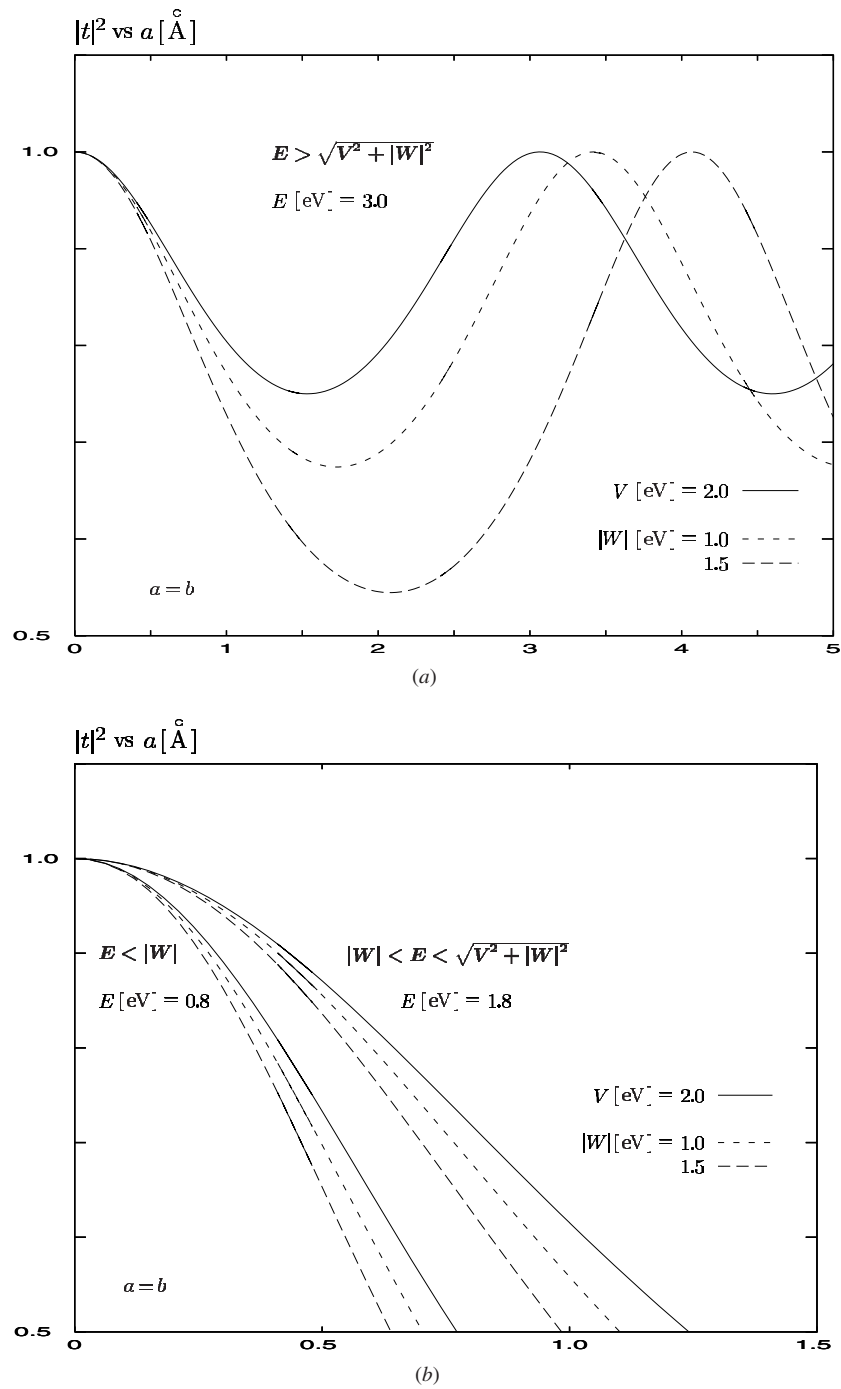 |t|² vs a [Å]
1.0
E > √V² + |W|²
E [eV] = 3.0
V [eV] = 2.0
|W| [eV] = 1.0
1.5
a = b
0.5
0 1 2 3 4 5
(a)
|t|² vs a [Å]
1.0
E < |W| |W| < E < √V² + |W|²
E [eV] = 0.8 E [eV] = 1.8
V [eV] = 2.0
|W| [eV] = 1.0
1.5
a = b
0.5
0 0.5 1.0 1.5
(b)